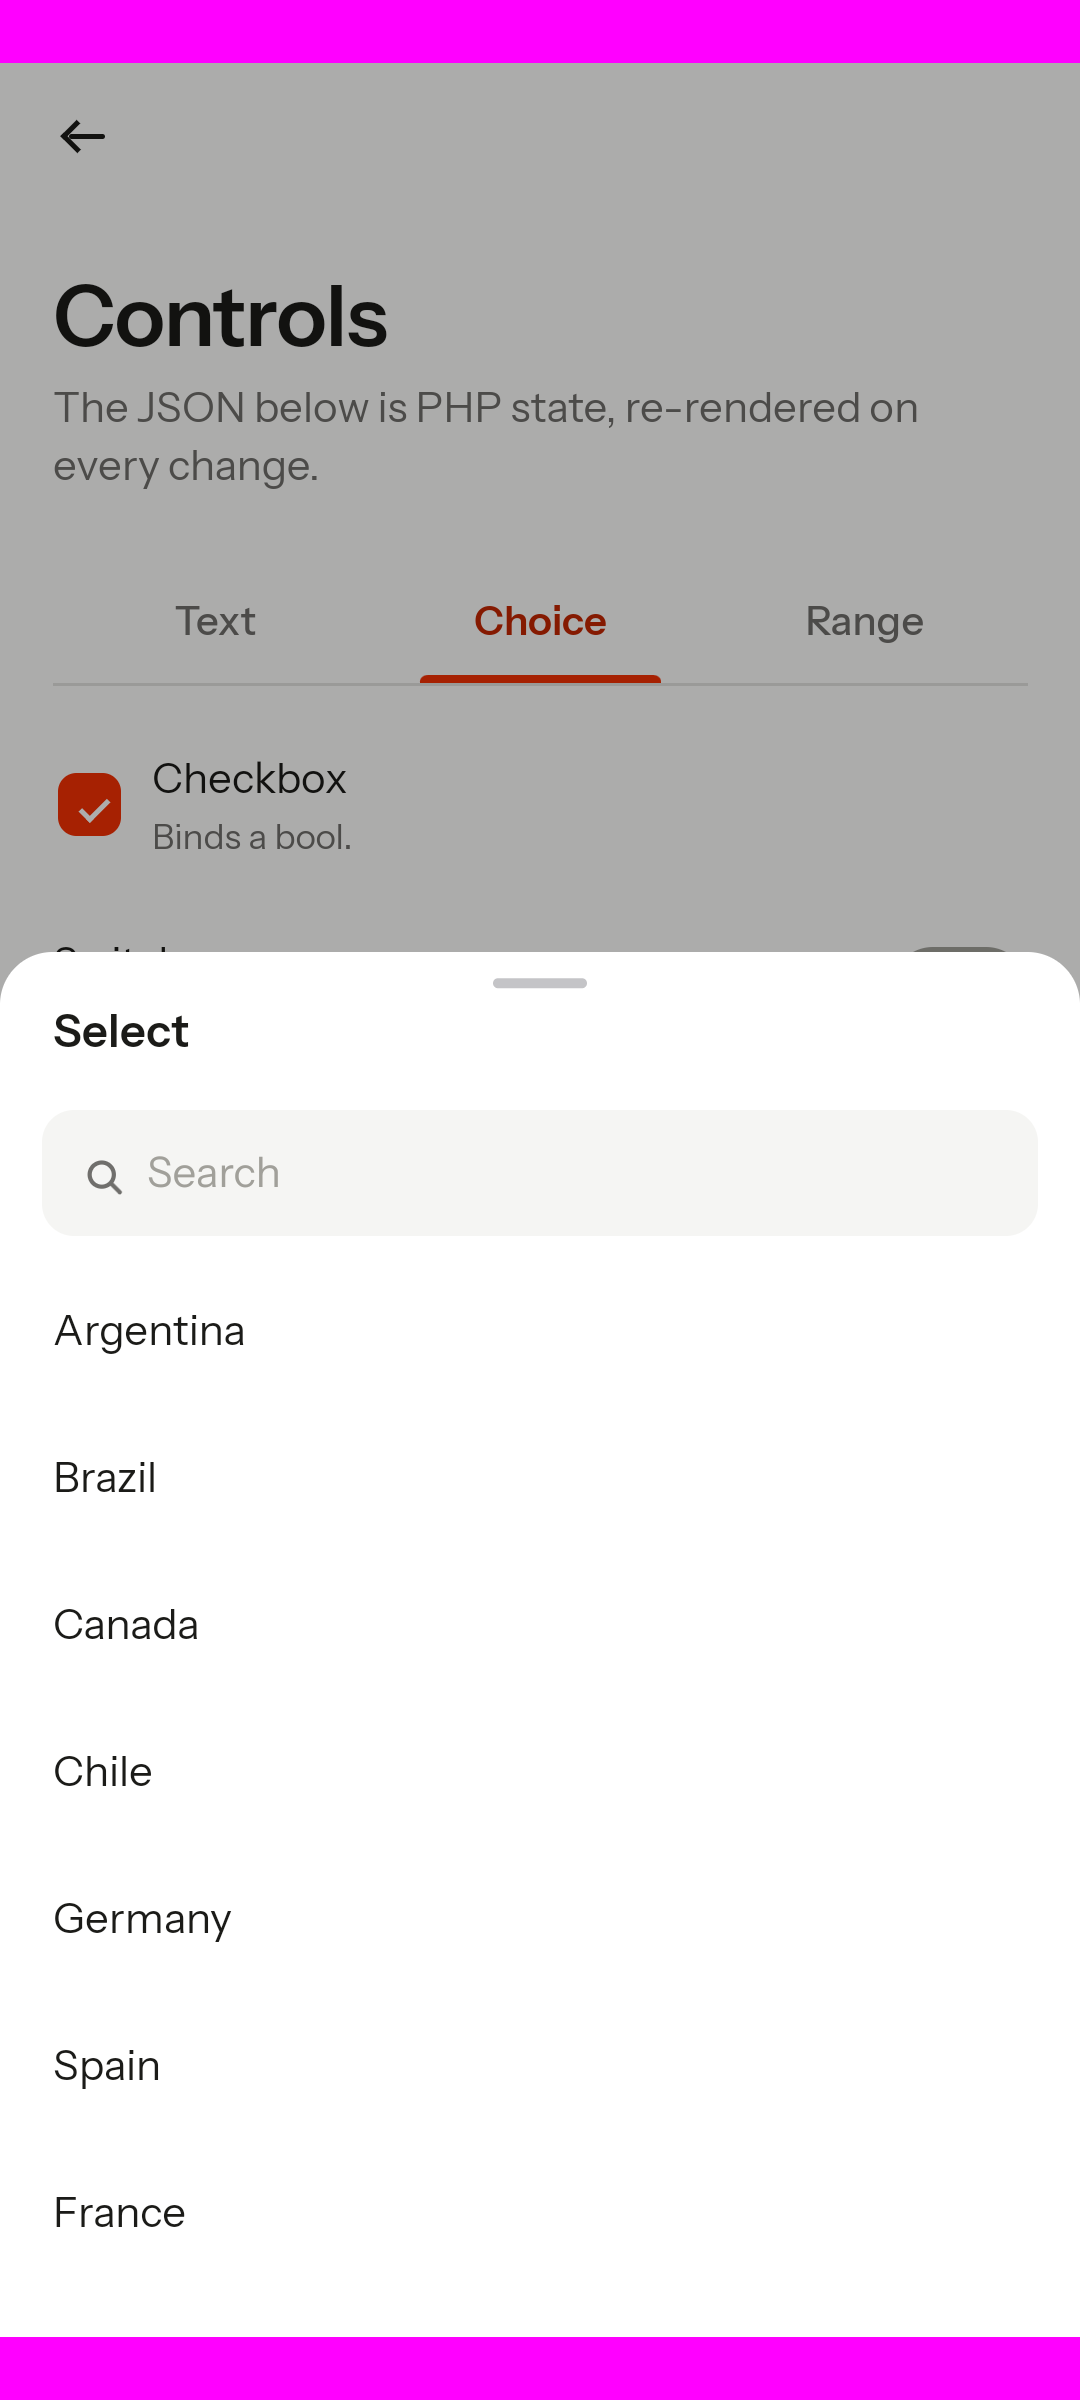 Controls
The JSON below is PHP state, re-rendered on
every change.
Text
Choice
Range
Checkbox
Binds a bool.
Select
Search
Argentina
Brazil
Canada
Chile
Germany
Spain
France